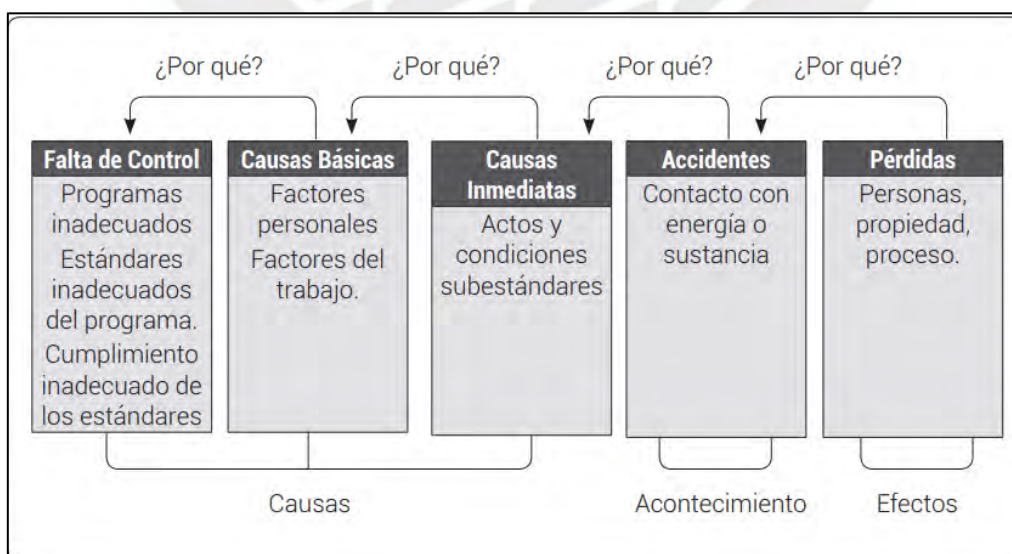 ¿Por qué?
¿Por qué?
¿Por qué?
¿Por qué?
Falta de Control
Programas
inadecuados
Estándares
inadecuados
del programa.
Cumplimiento
inadecuado de
los estándares
Causas Básicas
Factores
personales
Factores del
trabajo.
Causas
Inmediatas
Actos y
condiciones
subestándares
Accidentes
Contacto con
energía o
sustancia
Pérdidas
Personas,
propiedad,
proceso.
Causas
Acontecimiento
Efectos